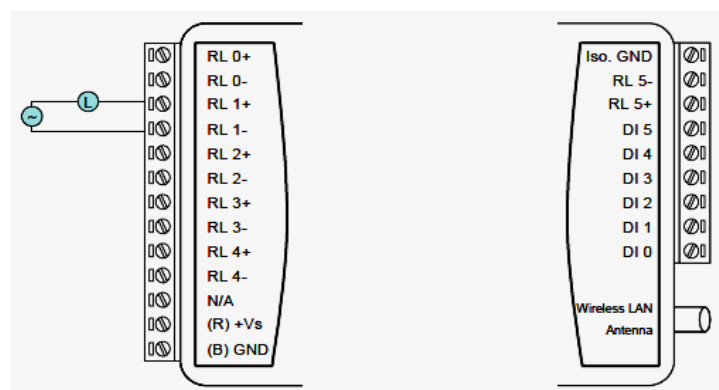 RL 0+
RL 0-
RL 1+
RL 1-
RL 2+
RL 2-
RL 3+
RL 3-
RL 4+
RL 4-
N/A
(R) +Vs
(B) GND
L
~
Iso. GND
RL 5-
RL 5+
DI 5
DI 4
DI 3
DI 2
DI 1
DI 0
Wireless LAN
Antenna